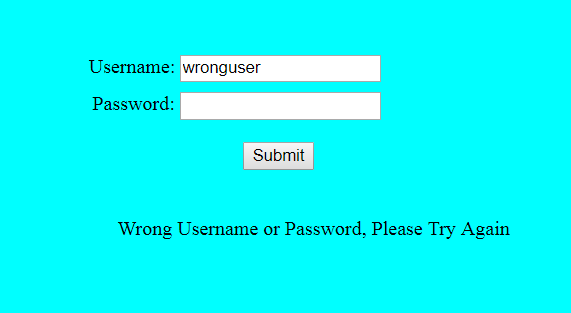 Username: wronguser
Password:
Submit
Wrong Username or Password, Please Try Again